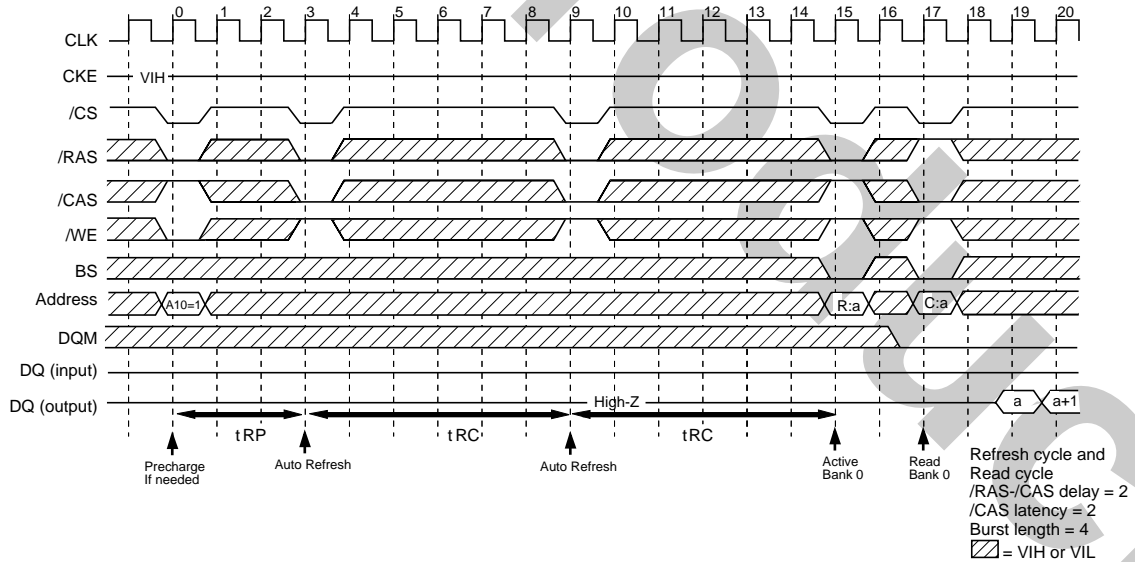 0 1 2 3 4 5 6 7 8 9 10 11 12 13 14 15 16 17 18 19 20
CLK
CKE VIH
/CS
/RAS
/CAS
/WE
BS
Address A10=1 R:a C:a
DQM
DQ (input)
DQ (output) High-Z a a+1
tRP tRC tRC
Precharge
If needed
Auto Refresh
Auto Refresh
Active
Bank 0
Read
Bank 0
Refresh cycle and
Read cycle
/RAS-/CAS delay = 2
/CAS latency = 2
Burst length = 4
= VIH or VIL